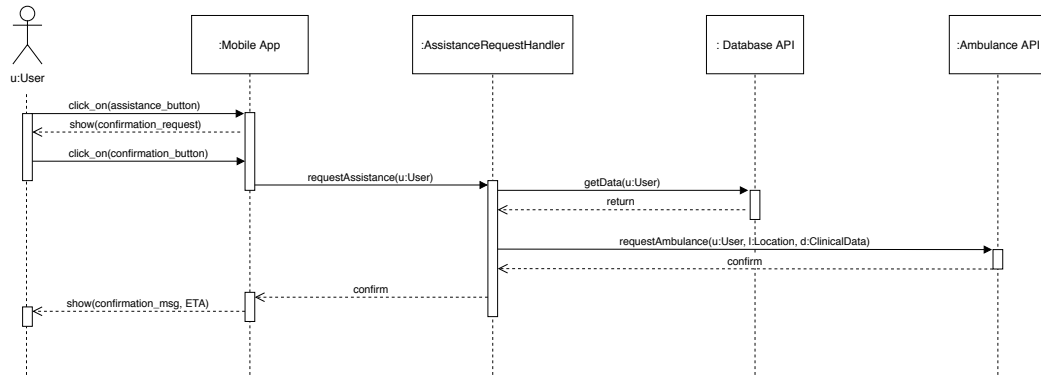 :Mobile App
:AssistanceRequestHandler
: Database API
:Ambulance API
u:User
click_on(assistance_button)
show(confirmation_request)
click_on(confirmation_button)
requestAssistance(u:User)
getData(u:User)
return
requestAmbulance(u:User, l:Location, d:ClinicalData)
confirm
confirm
show(confirmation_msg, ETA)